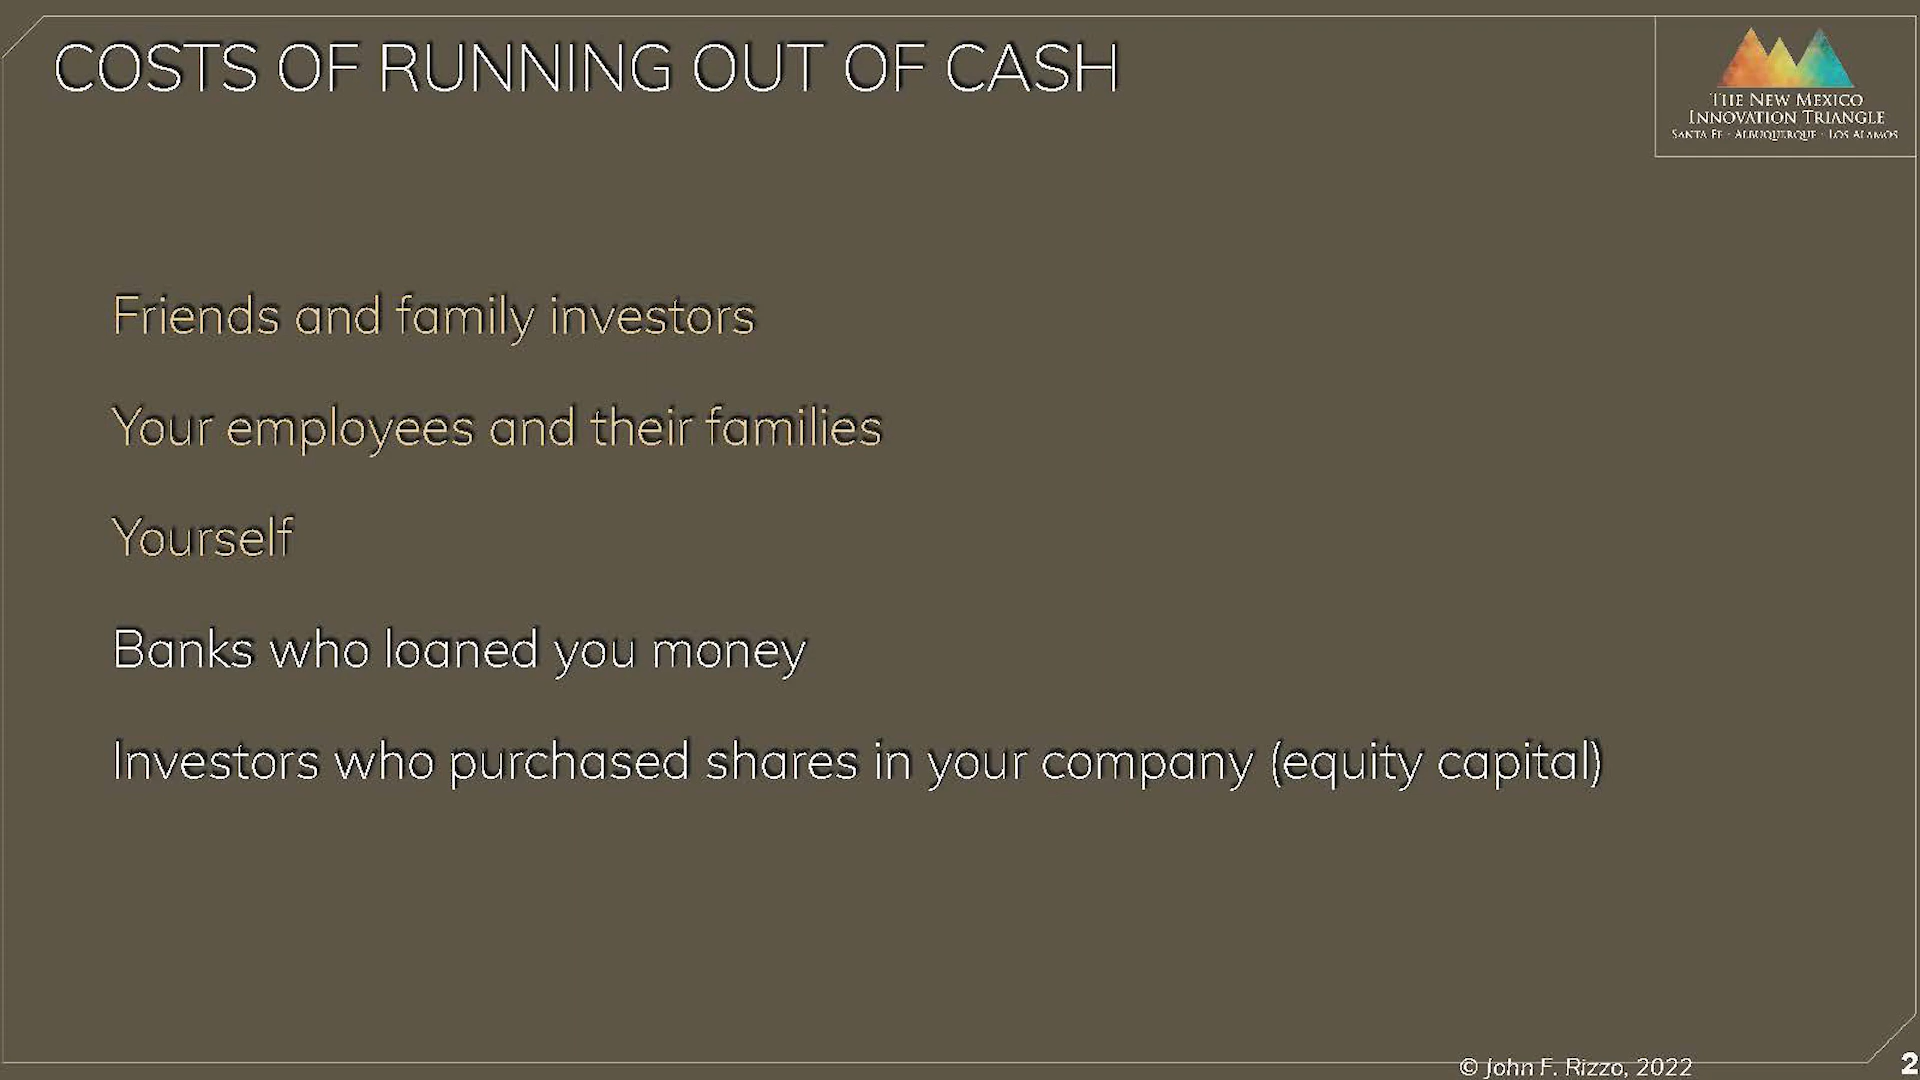 COSTS OF RUNNING OUT OF CASH
THE NEW MEXICO
INNOVATION TRIANGLE
SANTA FE · ALBUQUERQUE · LOS ALAMOS
Friends and family investors
Your employees and their families
Yourself
Banks who loaned you money
Investors who purchased shares in your company (equity capital)
© John F. Rizzo, 2022
2